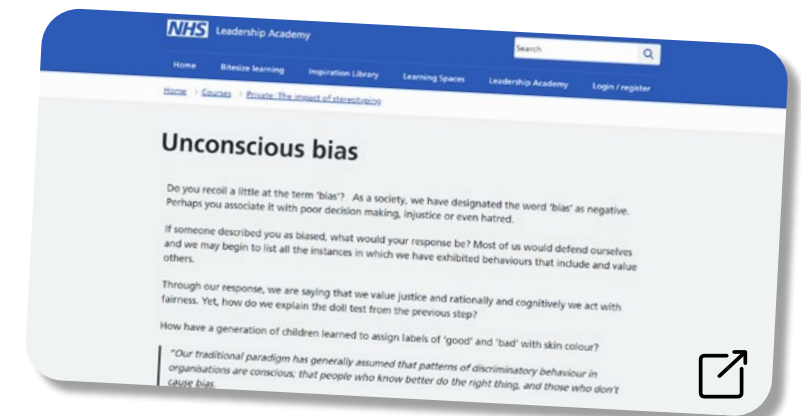 NHS Leadership Academy
Search
Home Bitesize learning Inspiration Library Learning Spaces Leadership Academy Login / register
Home Courses Private: The impact of stereotyping
Unconscious bias
Do you recoil a little at the term 'bias'? As a society, we have designated the word 'bias' as negative.
Perhaps you associate it with poor decision making, injustice or even hatred.
If someone described you as biased, what would your response be? Most of us would defend ourselves
and we may begin to list all the instances in which we have exhibited behaviours that include and value
others.
Through our response, we are saying that we value justice and rationally and cognitively we act with
fairness. Yet, how do we explain the doll test from the previous step?
How have a generation of children learned to assign labels of 'good' and 'bad' with skin colour?
"Our traditional paradigm has generally assumed that patterns of discriminatory behaviour in
organisations are conscious; that people who know better do the right thing, and those who don't
cause bias.